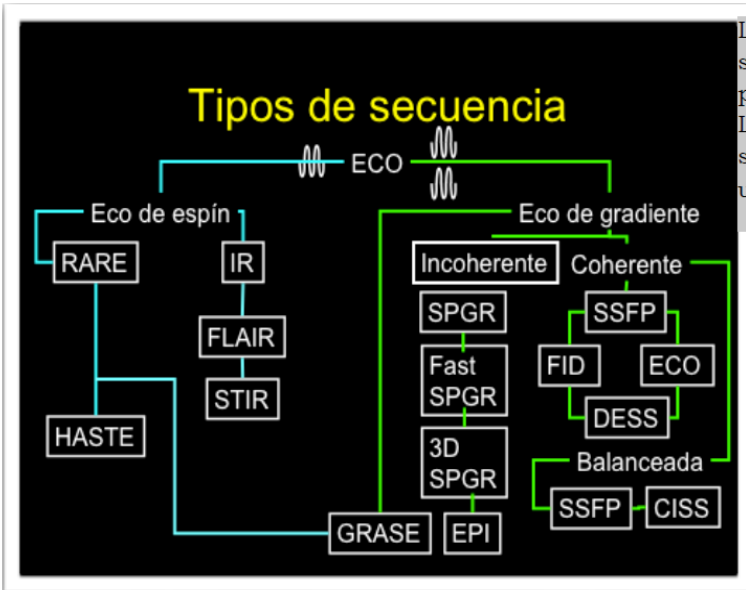 Tipos de secuencia
ECO
Eco de espín
Eco de gradiente
RARE
IR
Incoherente
Coherente
SPGR
SSFP
FLAIR
Fast
SPGR
FID
ECO
STIR
DESS
HASTE
3D
SPGR
Balanceada
SSFP
CISS
GRASE
EPI